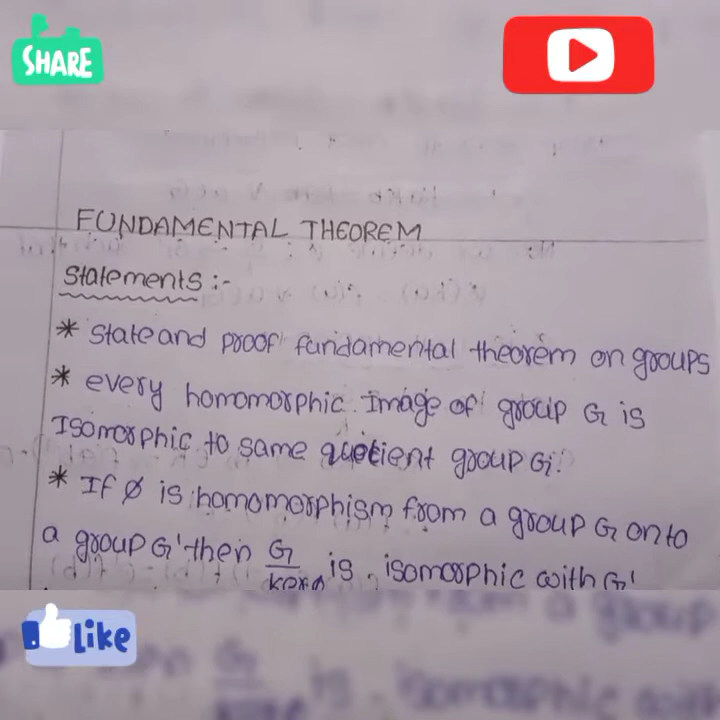 SHARE
FUNDAMENTAL THEOREM
Statements :-
* State and proof fundamental theorem on groups
* every homomorphic Image of group G is
Isomorphic to same quotient group G.
* If ø is homomorphism from a group G onto
a group G' then G/kerø is isomorphic with G'
Like